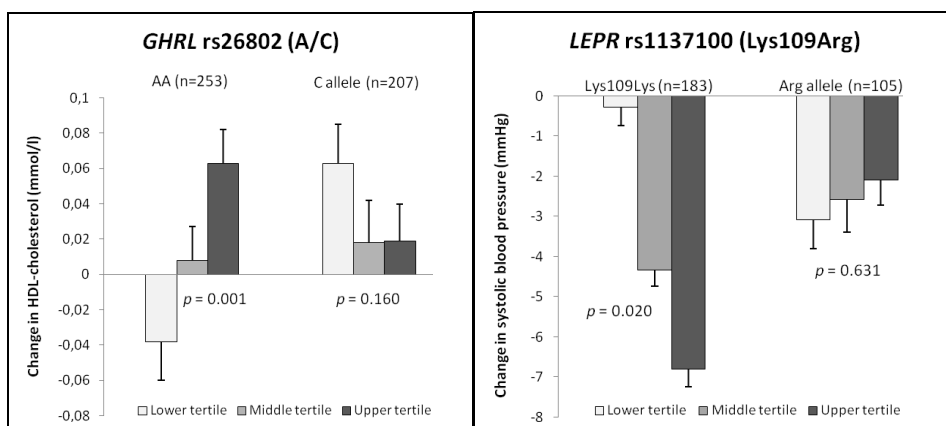 GHRL rs26802 (A/C)
AA (n=253)
C allele (n=207)
Change in HDL-cholesterol (mmol/l)
0,1
0,08
0,06
0,04
0,02
0
-0,02
-0,04
-0,06
-0,08
p = 0.001
p = 0.160
Lower tertile
Middle tertile
Upper tertile
LEPR rs1137100 (Lys109Arg)
Lys109Lys (n=183)
Arg allele (n=105)
Change in systolic blood pressure (mmHg)
0
-1
-2
-3
-4
-5
-6
-7
-8
p = 0.020
p = 0.631
Lower tertile
Middle tertile
Upper tertile